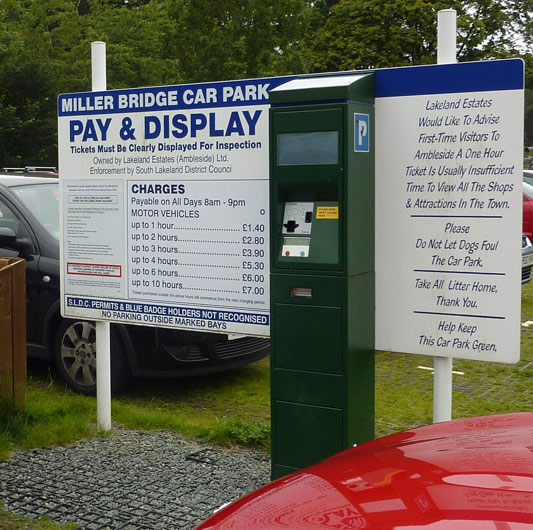 MILLER BRIDGE CAR PARK
PAY & DISPLAY
Tickets Must Be Clearly Displayed For Inspection
Owned by Lakeland Estates (Ambleside) Ltd.
Enforcement by South Lakeland District Counci
CHARGES
Payable on All Days 8am - 9pm
MOTOR VEHICLES
up to 1 hour £1.40
up to 2 hours £2.80
up to 3 hours £3.90
up to 4 hours £5.30
up to 6 hours £6.00
up to 10 hours £7.00
S.L.D.C. PERMITS & BLUE BADGE HOLDERS NOT RECOGNISED
NO PARKING OUTSIDE MARKED BAYS
P
Lakeland Estates
Would Like To Advise
First-Time Visitors To
Ambleside A One Hour
Ticket Is Usually Insufficient
Time To View All The Shops
& Attractions In The Town.
Please
Do Not Let Dogs Foul
The Car Park.
Take All Litter Home,
Thank You.
Help Keep
This Car Park Green.